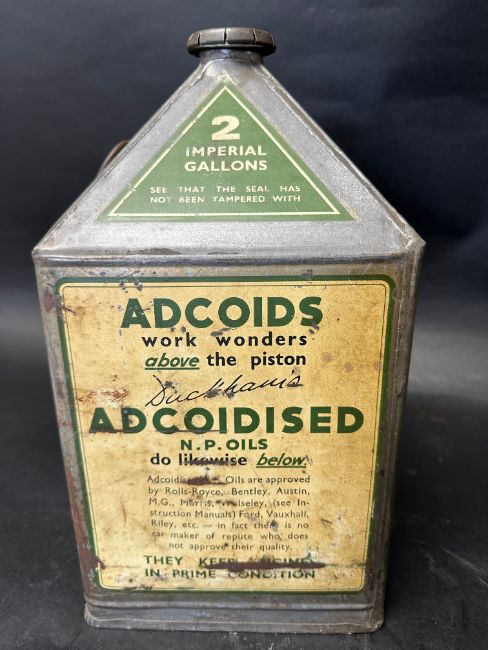 2
IMPERIAL
GALLONS
SEE THAT THE SEAL HAS
NOT BEEN TAMPERED WITH
ADCOIDS
work wonders
above the piston
Duckham's
ADCOIDISED
N.P. OILS
do likewise below.
Adcoidised Oils are approved
by Rolls-Royce, Bentley, Austin,
M.G., Morris, Wolseley, (see In-
struction Manuals) Ford, Vauxhall,
Riley, etc. — in fact there is no
car maker of repute who does
not approve their quality.
THEY KEEP ENGINES
IN PRIME CONDITION